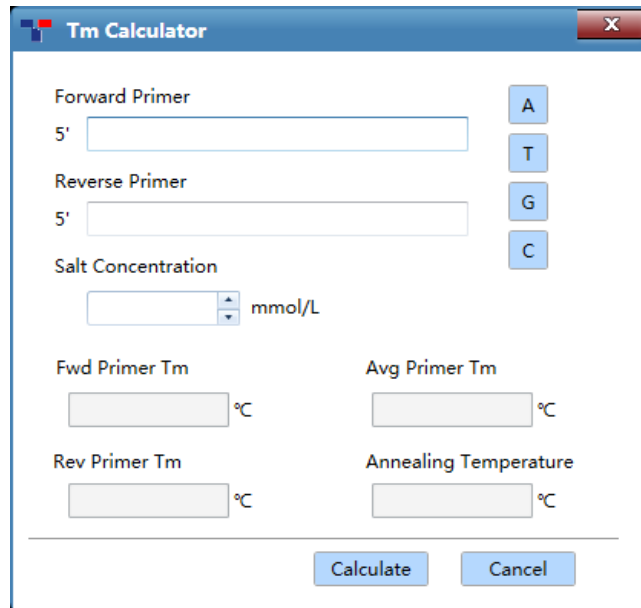 Tm Calculator
x
Forward Primer
A
5'
T
Reverse Primer
G
5'
C
Salt Concentration
mmol/L
Fwd Primer Tm
Avg Primer Tm
℃
℃
Rev Primer Tm
Annealing Temperature
℃
℃
Calculate
Cancel